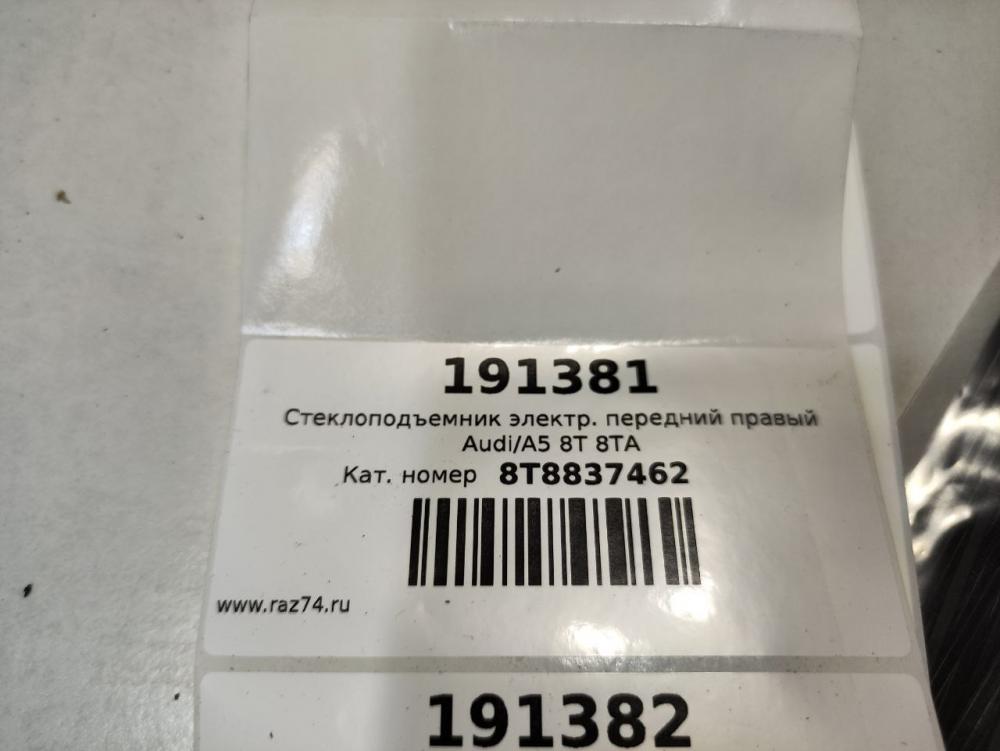 191381
Стеклоподъемник электр. передний правый
Audi/A5 8T 8TA
Кат. номер 8T8837462
www.raz74.ru
191382